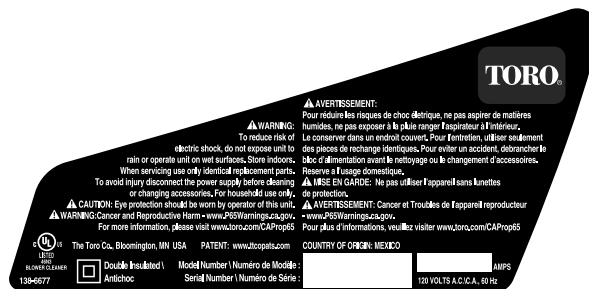 TORO®
⚠ WARNING:
To reduce risk of
electric shock, do not expose unit to
rain or operate unit on wet surfaces. Store indoors.
When servicing use only identical replacement parts.
To avoid injury disconnect the power supply before cleaning
or changing accessories. For household use only.
⚠ CAUTION: Eye protection should be worn by operator of this unit.
⚠ WARNING:Cancer and Reproductive Harm - www.P65Warnings.ca.gov.
For more information, please visit www.toro.com/CAProp65
⚠ AVERTISSEMENT:
Pour réduire les risques de choc életrique, ne pas aspirer de matières
humides, ne pas exposer à la pluie ranger l'aspirateur à l'intérieur.
Le conserver dans un endroit couvert. Pour l'entretien, utiliser seulement
des pieces de rechange identiques. Pour eviter un accident, debrancher le
bloc d'alimentation avant le nettoyage ou le changement d'accessoires.
Reserve a l'usage domestique.
⚠ MISE EN GARDE: Ne pas utiliser l'appareil sans lunettes
de protection.
⚠ AVERTISSEMENT: Cancer et Troubles de l'appareil reproducteur
- www.P65Warnings.ca.gov.
Pour plus d'informations, veuillez visiter www.toro.com/CAProp65
C UL US
LISTED
46N3
BLOWER CLEANER
138-6677
The Toro Co., Bloomington, MN USA PATENT: www.ttcopats.com COUNTRY OF ORIGIN: MEXICO
Double Insulated \
Antichoc
Model Number \ Numéro de Modèle :
Serial Number \ Numéro de Série :
AMPS
120 VOLTS A.C./C.A., 60 Hz